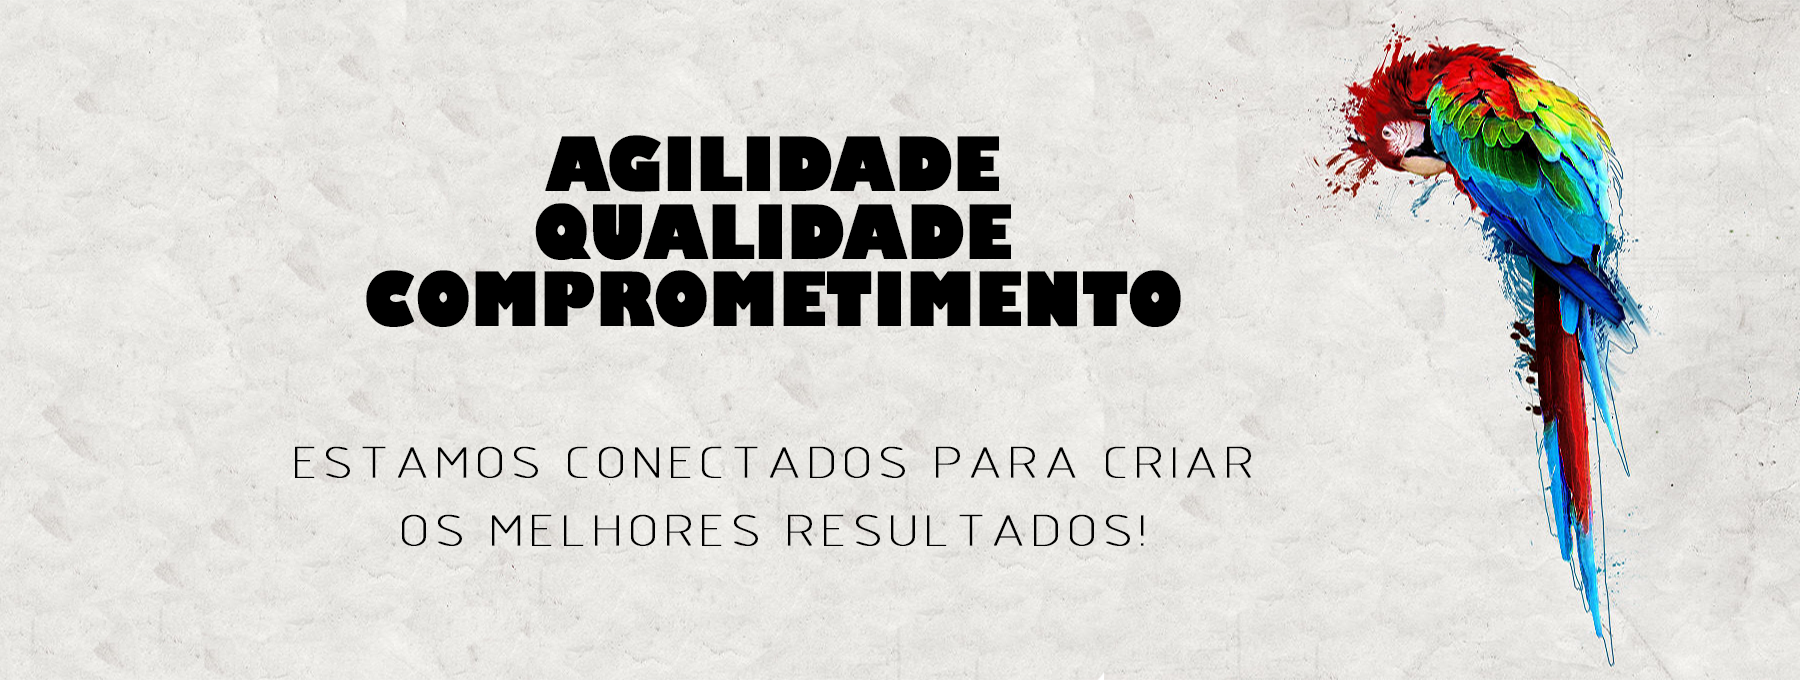 AGILIDADE
QUALIDADE
COMPROMETIMENTO
ESTAMOS CONECTADOS PARA CRIAR
OS MELHORES RESULTADOS!